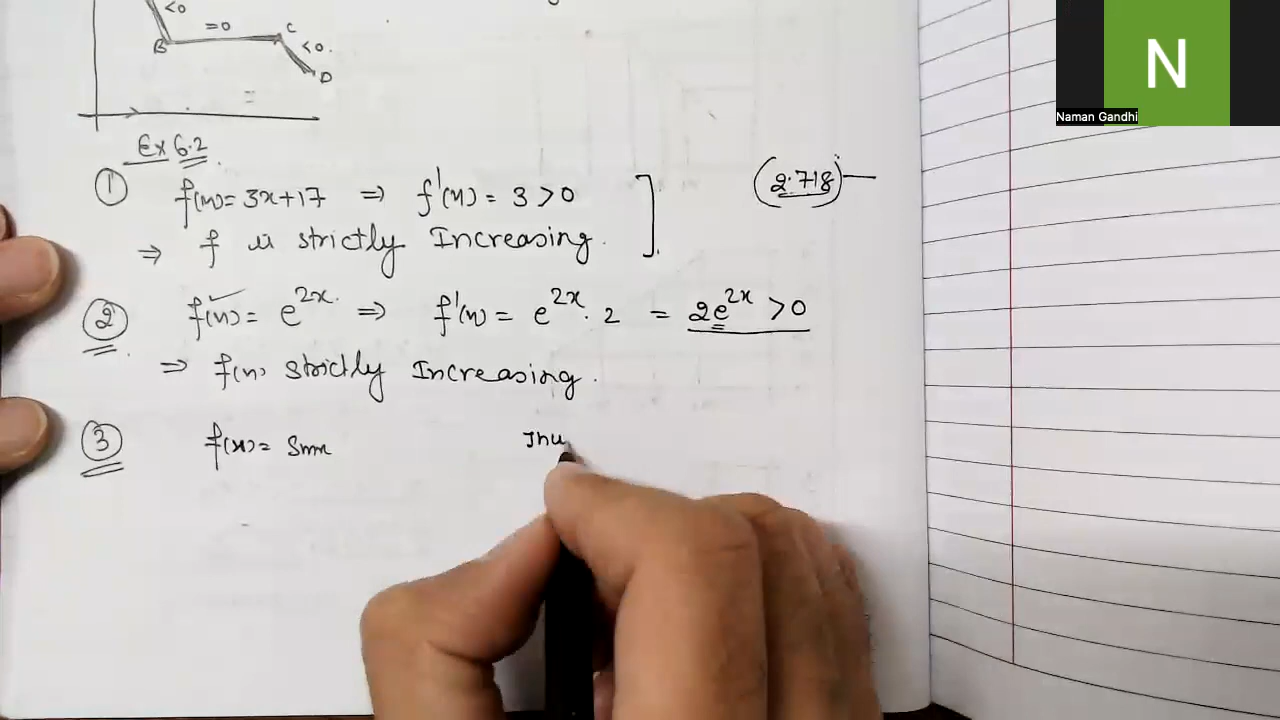 <0
=0
C
B
<0.
D
N
Naman Gandhi
Ex 6.2
(2.718)
① f(x) = 3x+17 ⇒ f'(x) = 3 > 0
⇒ f is strictly Increasing.
② f(x) = e^{2x}. ⇒ f'(x) = e^{2x}. 2 = 2e^{2x} > 0
⇒ f(x) strictly Increasing.
③ f(x) = Sinx